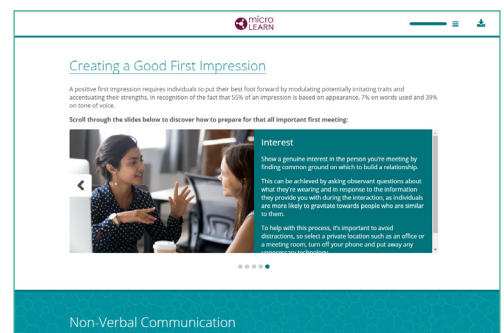 micro
LEARN
Creating a Good First Impression
A positive first impression requires individuals to put their best foot forward by modulating potentially irritating traits and
accentuating their strengths, in recognition of the fact that 55% of an impression is based on appearance, 7% on words used and 39%
on tone of voice.
Scroll through the slides below to discover how to prepare for that all important first meeting:
Interest
Show a genuine interest in the person you're meeting by
finding common ground on which to build a relationship.
This can be achieved by asking observant questions about
what they're wearing and in response to the information
they provide you with during the interaction, as individuals
are more likely to gravitate towards people who are similar
to them.
To help with this process, it's important to avoid
distractions, so select a private location such as an office or
a meeting room, turn off your phone and put away any
unnecessary technology.
Non-Verbal Communication